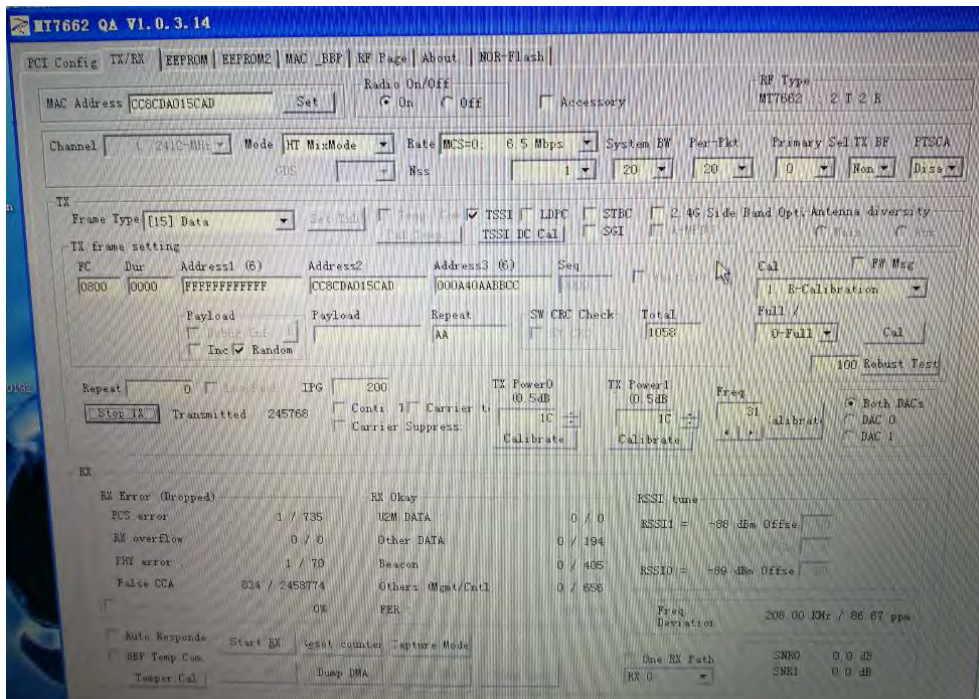 MT7662 QA V1.0.3.14
PCI Config TX/RX EEPROM EEPROM2 MAC _BBP RF Page About NOR-Flash
Radio On/Off
RF Type
MAC Address CC8CDA015CAD Set On Off Accessory MT7662 2 T 2 R
Channel 1 2412-MHz Mode HT MixMode Rate MCS=0; 6.5 Mbps System BW Per-Pkt Primary Sel TX BF PTSCA
Nss 1 20 20 0 Non Disa
TX
Frame Type [15] Data TSSI LDPC STBC 2.4G Side Band Opt. Antenna diversity
TSSI DC Cal SGI
TX frame setting
FC Dur Address1 (6) Address2 Address3 (6) Seq Cal FW Msg
0800 0000 FFFFFFFFFFFF CC8CDA015CAD 000A40AABBCC 1. R-Calibration
Payload Payload Repeat SW CRC Check Total Full /
AA 1058 0-Full Cal
Inc Random
100 Robust Test
Repeat 0 IPG 200 TX Power0 TX Power1 Freq
(0.5dB (0.5dB
Stop TX Transmitted 245768 Conti. Carrier 1C 1C 31 Both DACs
Carrier Suppress. DAC 0
Calibrate Calibrate DAC 1
RX
RX Error (Dropped) RX Okay RSSI tune
FCS error 1 / 735 U2M DATA 0 / 0 RSSI1 = -88 dBm Offse
RX overflow 0 / 0 Other DATA 0 / 194
PHY error 1 / 70 Beacon 0 / 405 RSSI0 = -89 dBm Offse
False CCA 834 / 2458774 Others (Mgmt/Cntl 0 / 656
0% PER
Freq Deviation 208.00 KHz / 86.67 ppm
Auto Responde Start RX Reset counter Capture Mode
BBP Temp Com. One RX Path SNR0 0.0 dB
Temper Cal Dump DMA RX 0 SNR1 0.0 dB